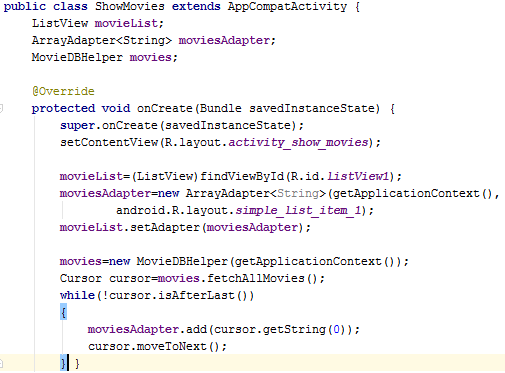 public class ShowMovies extends AppCompatActivity {
    ListView movieList;
    ArrayAdapter<String> moviesAdapter;
    MovieDBHelper movies;

    @Override
    protected void onCreate(Bundle savedInstanceState) {
        super.onCreate(savedInstanceState);
        setContentView(R.layout.activity_show_movies);

        movieList=(ListView)findViewById(R.id.ListView1);
        moviesAdapter=new ArrayAdapter<String>(getApplicationContext(),
                android.R.layout.simple_list_item_1);
        movieList.setAdapter(moviesAdapter);

        movies=new MovieDBHelper(getApplicationContext());
        Cursor cursor=movies.fetchAllMovies();
        while(!cursor.isAfterLast())
        {
            moviesAdapter.add(cursor.getString(0));
            cursor.moveToNext();
        } }